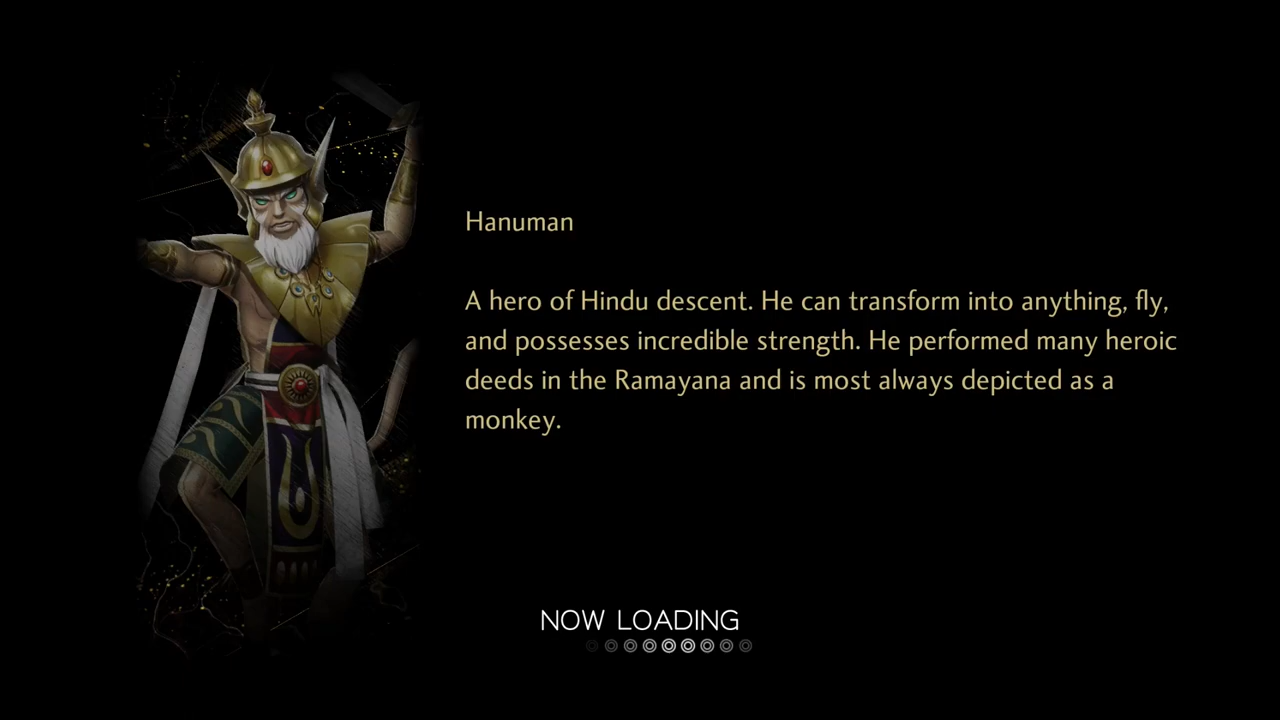 Hanuman
A hero of Hindu descent. He can transform into anything, fly,
and possesses incredible strength. He performed many heroic
deeds in the Ramayana and is most always depicted as a
monkey.
NOW LOADING